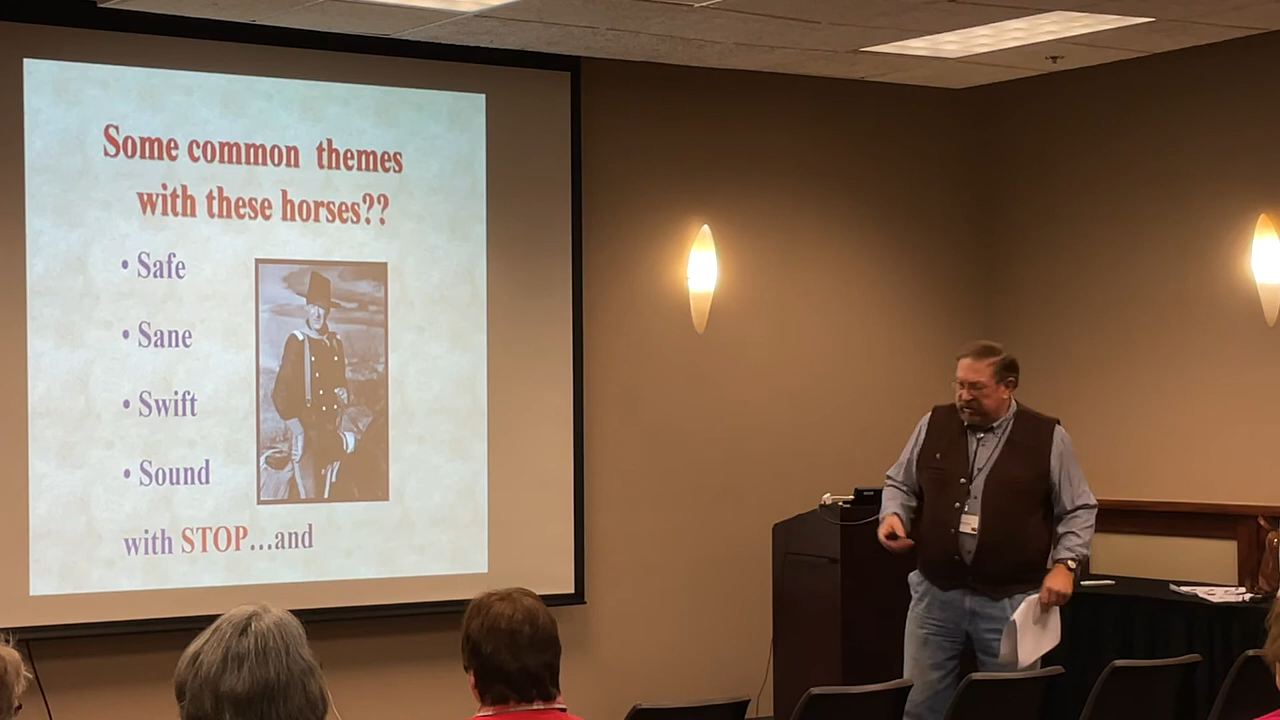 Some common themes
with these horses??
• Safe
• Sane
• Swift
• Sound
with STOP...and